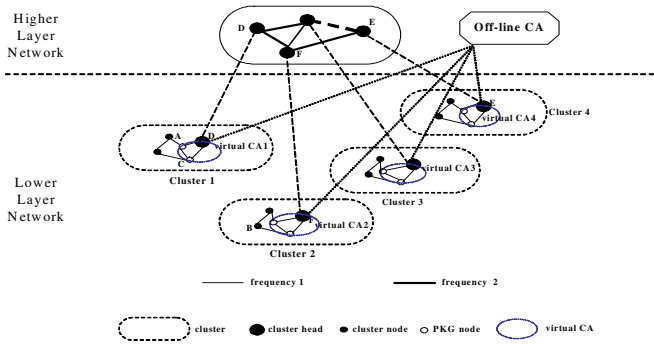 Higher
Layer
Network
D
E
F
Off-line CA
E
virtual CA4
Cluster 4
A
D
virtual CA1
C
Cluster 1
virtual CA3
Cluster 3
Lower
Layer
Network
B
F
virtual CA2
Cluster 2
frequency 1
frequency 2
cluster
cluster head
cluster node
PKG node
virtual CA